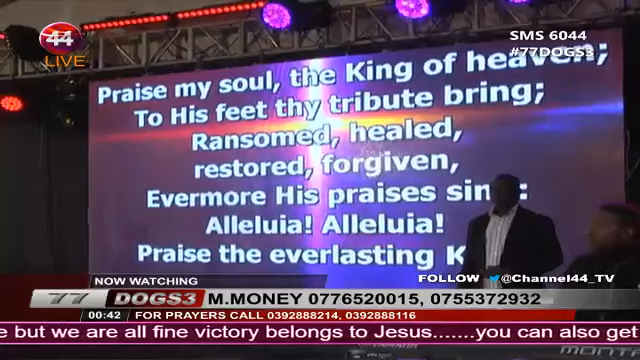 44
LIVE
SMS 6044
#77DOGS3
Praise my soul, the King of heaven;
To His feet thy tribute bring;
Ransomed, healed,
restored, forgiven,
Evermore His praises
Alleluia! Alleluia!
Praise the everlasting
NOW WATCHING
FOLLOW @Channel44_TV
77 DOGS3 M.MONEY 0776520015, 0755372932
00:42 FOR PRAYERS CALL 0392888214, 0392888116
e but we are all fine victory belongs to Jesus.......you can also get